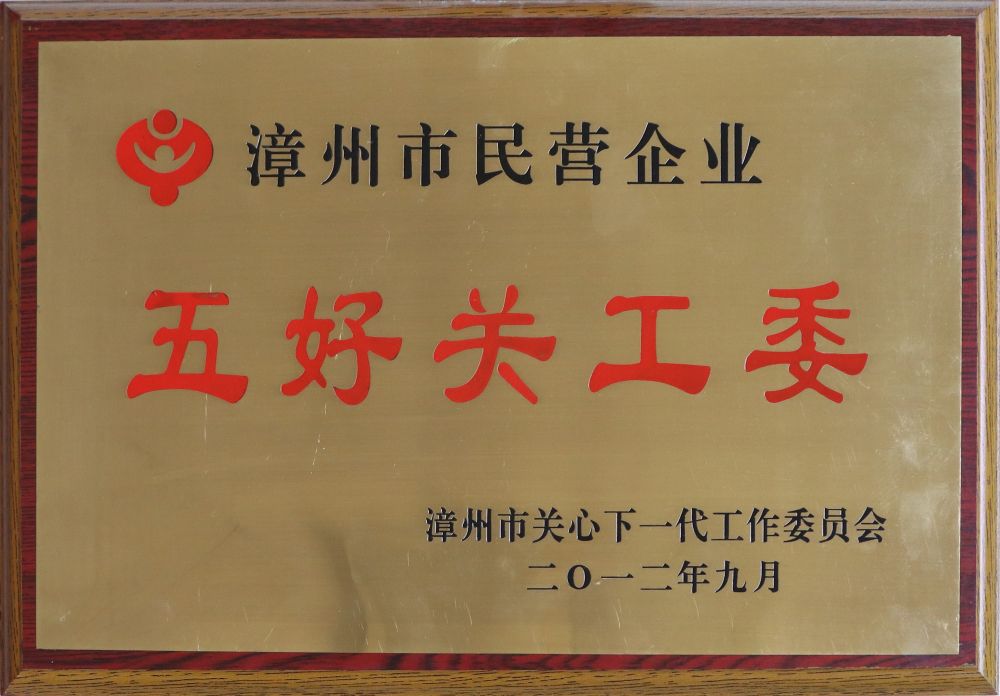 漳州市民营企业
五好关工委
漳州市关心下一代工作委员会
二〇一二年九月